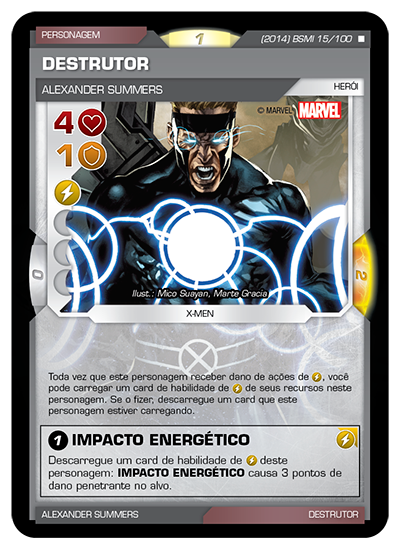 PERSONAGEM
1
(2014) BSMI 15/100
DESTRUTOR
ALEXANDER SUMMERS
HERÓI
© MARVEL MARVEL
4
1
0
2
Ilust.: Mico Suayan, Marte Gracia
X-MEN
Toda vez que este personagem receber dano de ações de , você
pode carregar um card de habilidade de de seus recursos neste
personagem. Se o fizer, descarregue um card que este
personagem estiver carregando.
1 IMPACTO ENERGÉTICO
Descarregue um card de habilidade de deste
personagem: IMPACTO ENERGÉTICO causa 3 pontos de
dano penetrante no alvo.
ALEXANDER SUMMERS
DESTRUTOR